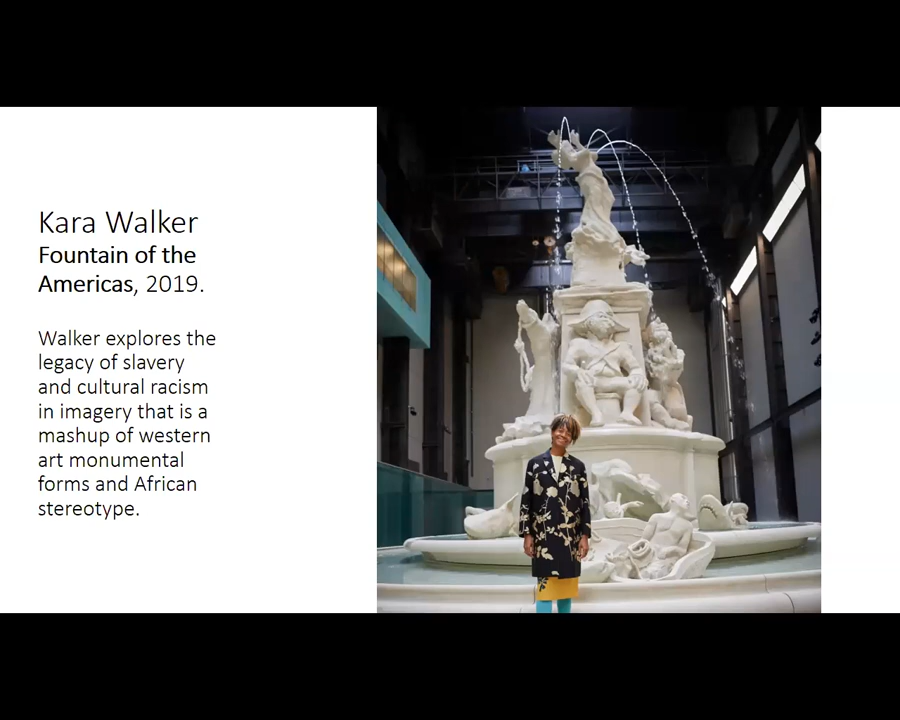 Kara Walker
Fountain of the
Americas, 2019.
Walker explores the
legacy of slavery
and cultural racism
in imagery that is a
mashup of western
art monumental
forms and African
stereotype.